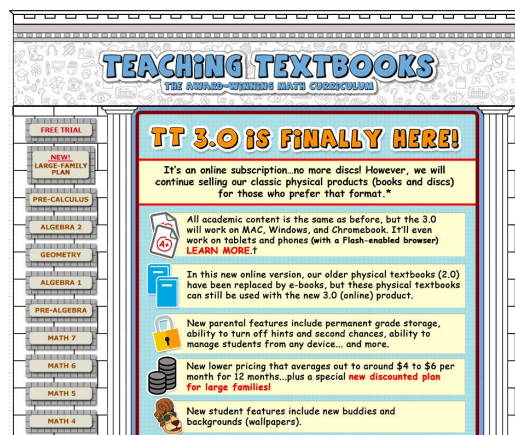 TEACHING TEXTBOOKS
THE AWARD-WINNING MATH CURRICULUM
FREE TRIAL
NEW!
LARGE-FAMILY
PLAN
PRE-CALCULUS
ALGEBRA 2
GEOMETRY
ALGEBRA 1
PRE-ALGEBRA
MATH 7
MATH 6
MATH 5
MATH 4
TT 3.0 iS FiNALLY HERE!
It's an online subscription...no more discs! However, we will
continue selling our classic physical products (books and discs)
for those who prefer that format.*
A+
All academic content is the same as before, but the 3.0
will work on MAC, Windows, and Chromebook. It'll even
work on tablets and phones (with a Flash-enabled browser)
LEARN MORE.†
In this new online version, our older physical textbooks (2.0)
have been replaced by e-books, but these physical textbooks
can still be used with the new 3.0 (online) product.
New parental features include permanent grade storage,
ability to turn off hints and second chances, ability to
manage students from any device... and more.
New lower pricing that averages out to around $4 to $6 per
month for 12 months...plus a special new discounted plan
for large families!
New student features include new buddies and
backgrounds (wallpapers).